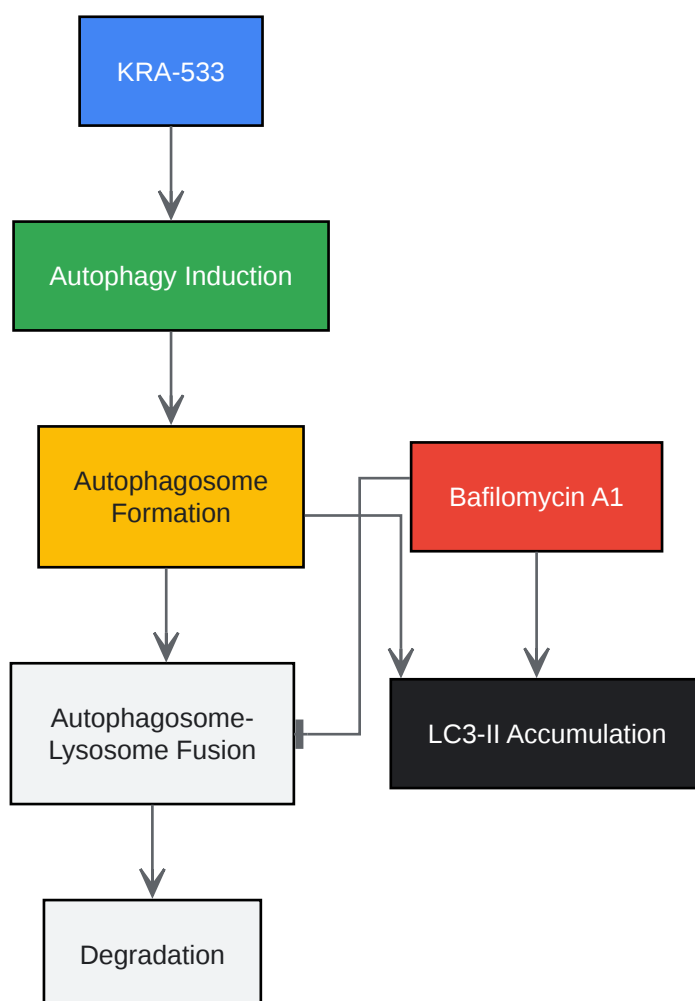 KRA-533
Autophagy Induction
Autophagosome
Formation
Bafilomycin A1
Autophagosome-
Lysosome Fusion
LC3-II Accumulation
Degradation